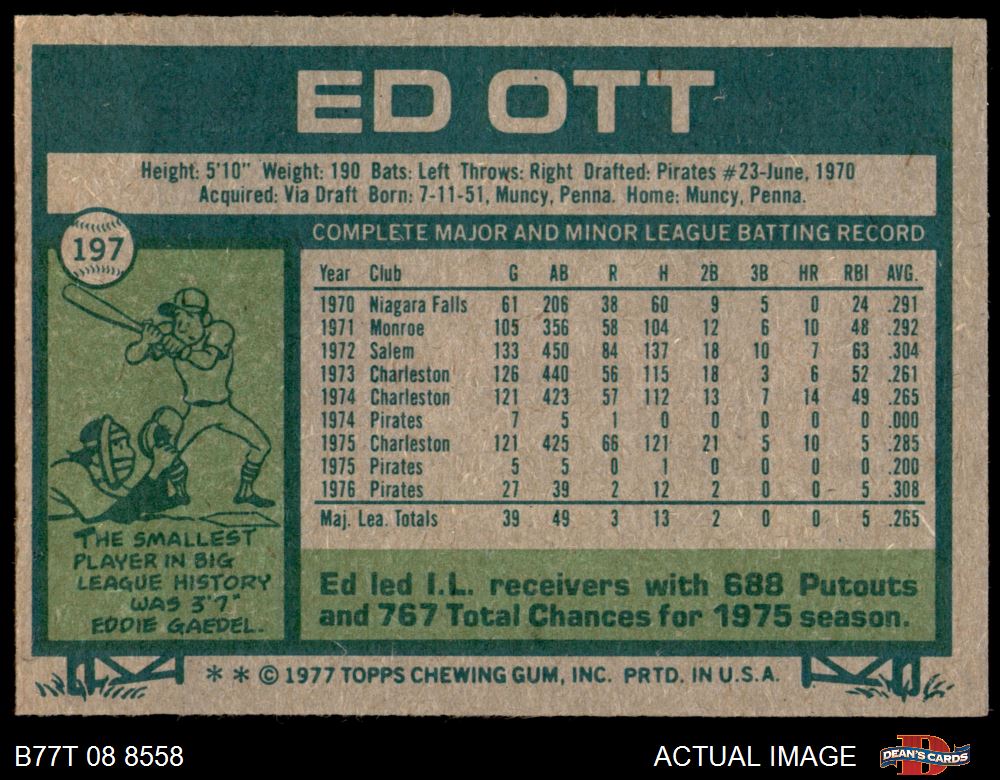 ED OTT
Height: 5'10" Weight: 190 Bats: Left Throws: Right Drafted: Pirates #23-June, 1970
Acquired: Via Draft Born: 7-11-51, Muncy, Penna. Home: Muncy, Penna.
197
COMPLETE MAJOR AND MINOR LEAGUE BATTING RECORD
Year Club G AB R H 2B 3B HR RBI AVG.
1970 Niagara Falls 61 206 38 60 9 5 0 24 .291
1971 Monroe 105 356 58 104 12 6 10 48 .292
1972 Salem 133 450 84 137 18 10 7 63 .304
1973 Charleston 126 440 56 115 18 3 6 52 .261
1974 Charleston 121 423 57 112 13 7 14 49 .265
1974 Pirates 7 5 1 0 0 0 0 0 .000
1975 Charleston 121 425 66 121 21 5 10 5 .285
1975 Pirates 5 5 0 1 0 0 0 0 .200
1976 Pirates 27 39 2 12 2 0 0 5 .308
Maj. Lea. Totals 39 49 3 13 2 0 0 5 .265
THE SMALLEST
PLAYER IN BIG
LEAGUE HISTORY
WAS 3'7"
EDDIE GAEDEL.
Ed led I.L. receivers with 688 Putouts
and 767 Total Chances for 1975 season.
** © 1977 TOPPS CHEWING GUM, INC. PRTD. IN U.S.A.
B77T 08 8558
ACTUAL IMAGE
DEAN'S CARDS